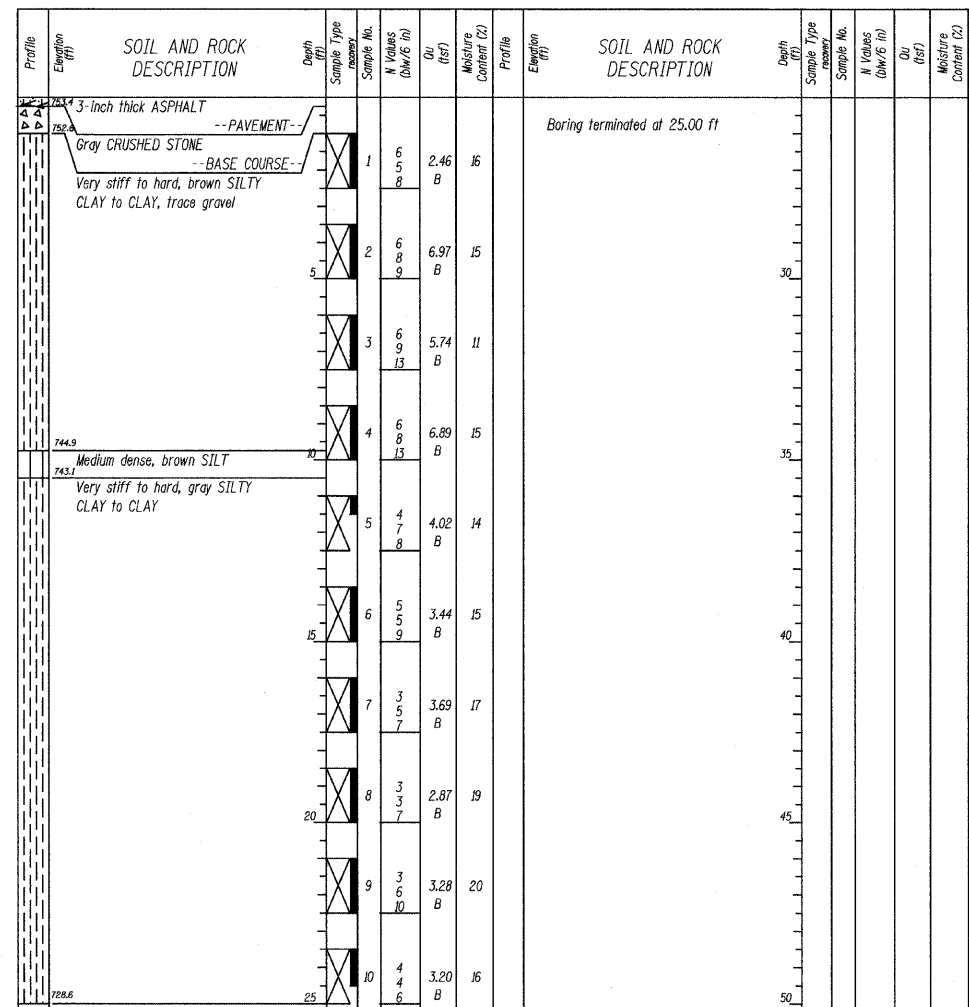 Profile
Elevation (ft)
SOIL AND ROCK DESCRIPTION
Depth (ft)
Sample Type recovery
Sample No.
N Values (blw/6 in)
Qu (tsf)
Moisture Content (%)
Profile
Elevation (ft)
SOIL AND ROCK DESCRIPTION
Depth (ft)
Sample Type recovery
Sample No.
N Values (blw/6 in)
Qu (tsf)
Moisture Content (%)
753.4 3-inch thick ASPHALT
--PAVEMENT--
752.8
Gray CRUSHED STONE
--BASE COURSE--
Very stiff to hard, brown SILTY
CLAY to CLAY, trace gravel
1 6 5 8 2.46 B 16
5 2 6 8 9 6.97 B 15
3 6 9 13 5.74 B 11
10 4 6 8 13 6.89 B 15
744.9
Medium dense, brown SILT
743.1
Very stiff to hard, gray SILTY
CLAY to CLAY
5 4 7 8 4.02 B 14
15 6 5 5 9 3.44 B 15
7 3 5 7 3.69 B 17
20 8 3 3 7 2.87 B 19
9 3 6 10 3.28 B 20
728.6 25 10 4 4 6 3.20 B 16
Boring terminated at 25.00 ft
30
35
40
45
50